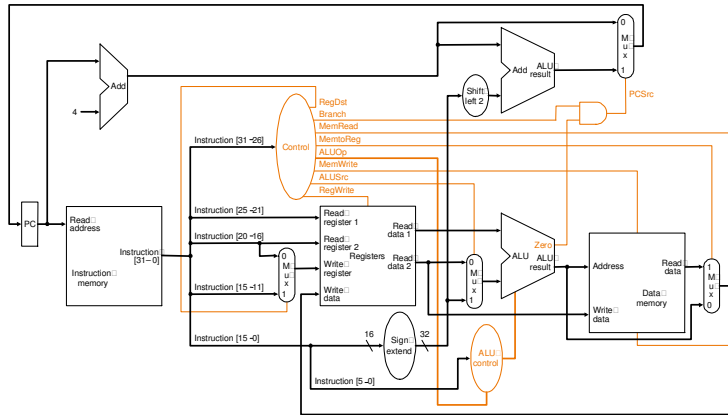 0
M
u
x
1
Add
ALU
result
Add
4
Shift
left 2
PCSrc
RegDst
Branch
MemRead
MemtoReg
ALUOp
MemWrite
ALUSrc
RegWrite
Control
Instruction [31–26]
Instruction [25–21]
Instruction [20–16]
Instruction [15–11]
Instruction [15–0]
Instruction [5–0]
PC
Read
address
Instruction
[31–0]
Instruction
memory
0
M
u
x
1
Read
register 1
Read
register 2
Registers
Write
register
Write
data
Read
data 1
Read
data 2
0
M
u
x
1
Zero
ALU
ALU
result
Address
Read
data
Write
data
Data
memory
1
M
u
x
0
16
Sign
extend
32
ALU
control